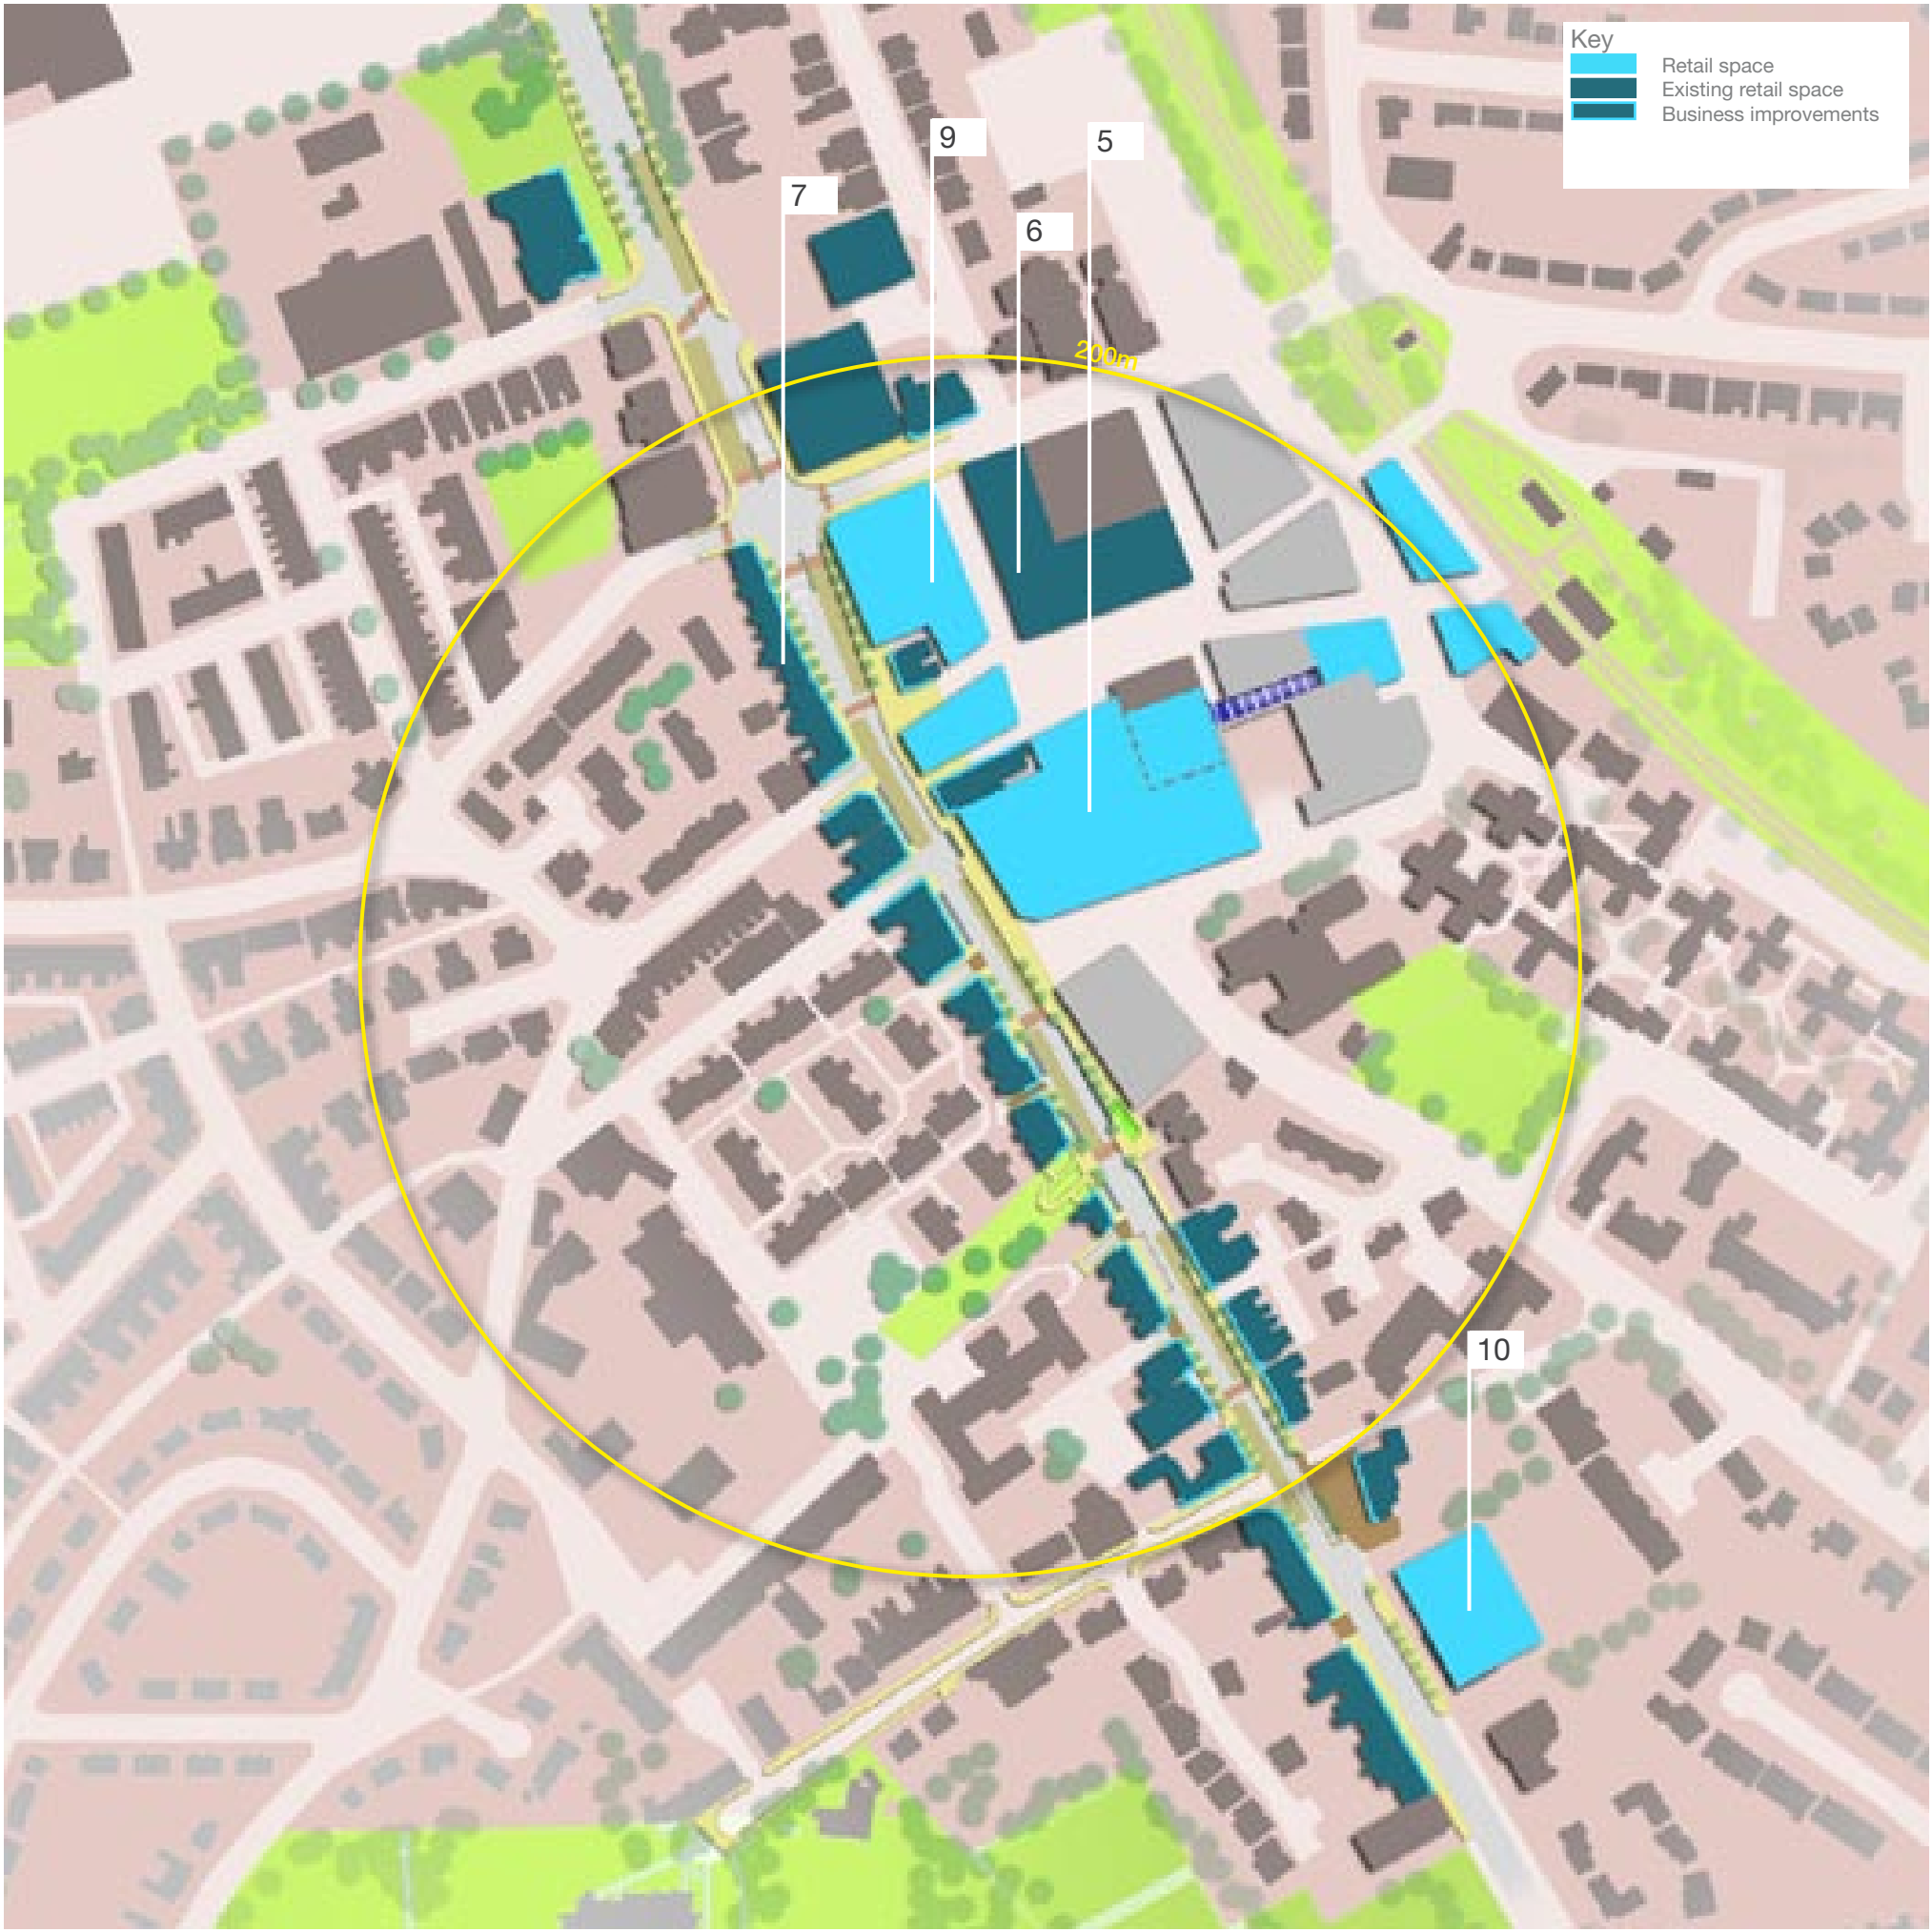 Key
Retail space
Existing retail space
Business improvements
9
5
7
6
200m
10